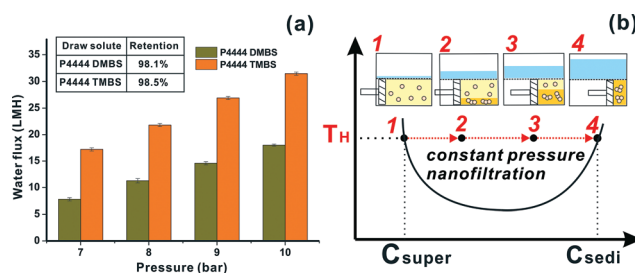 (a)
Draw solute Retention
P4444 DMBS 98.1%
P4444 TMBS 98.5%
P4444 DMBS
P4444 TMBS
Water flux (LMH)
35
30
25
20
15
10
5
0
7 8 9 10
Pressure (bar)
(b)
1 2 3 4
TH
1 2 3 4
constant pressure
nanofiltration
Csuper Csedi